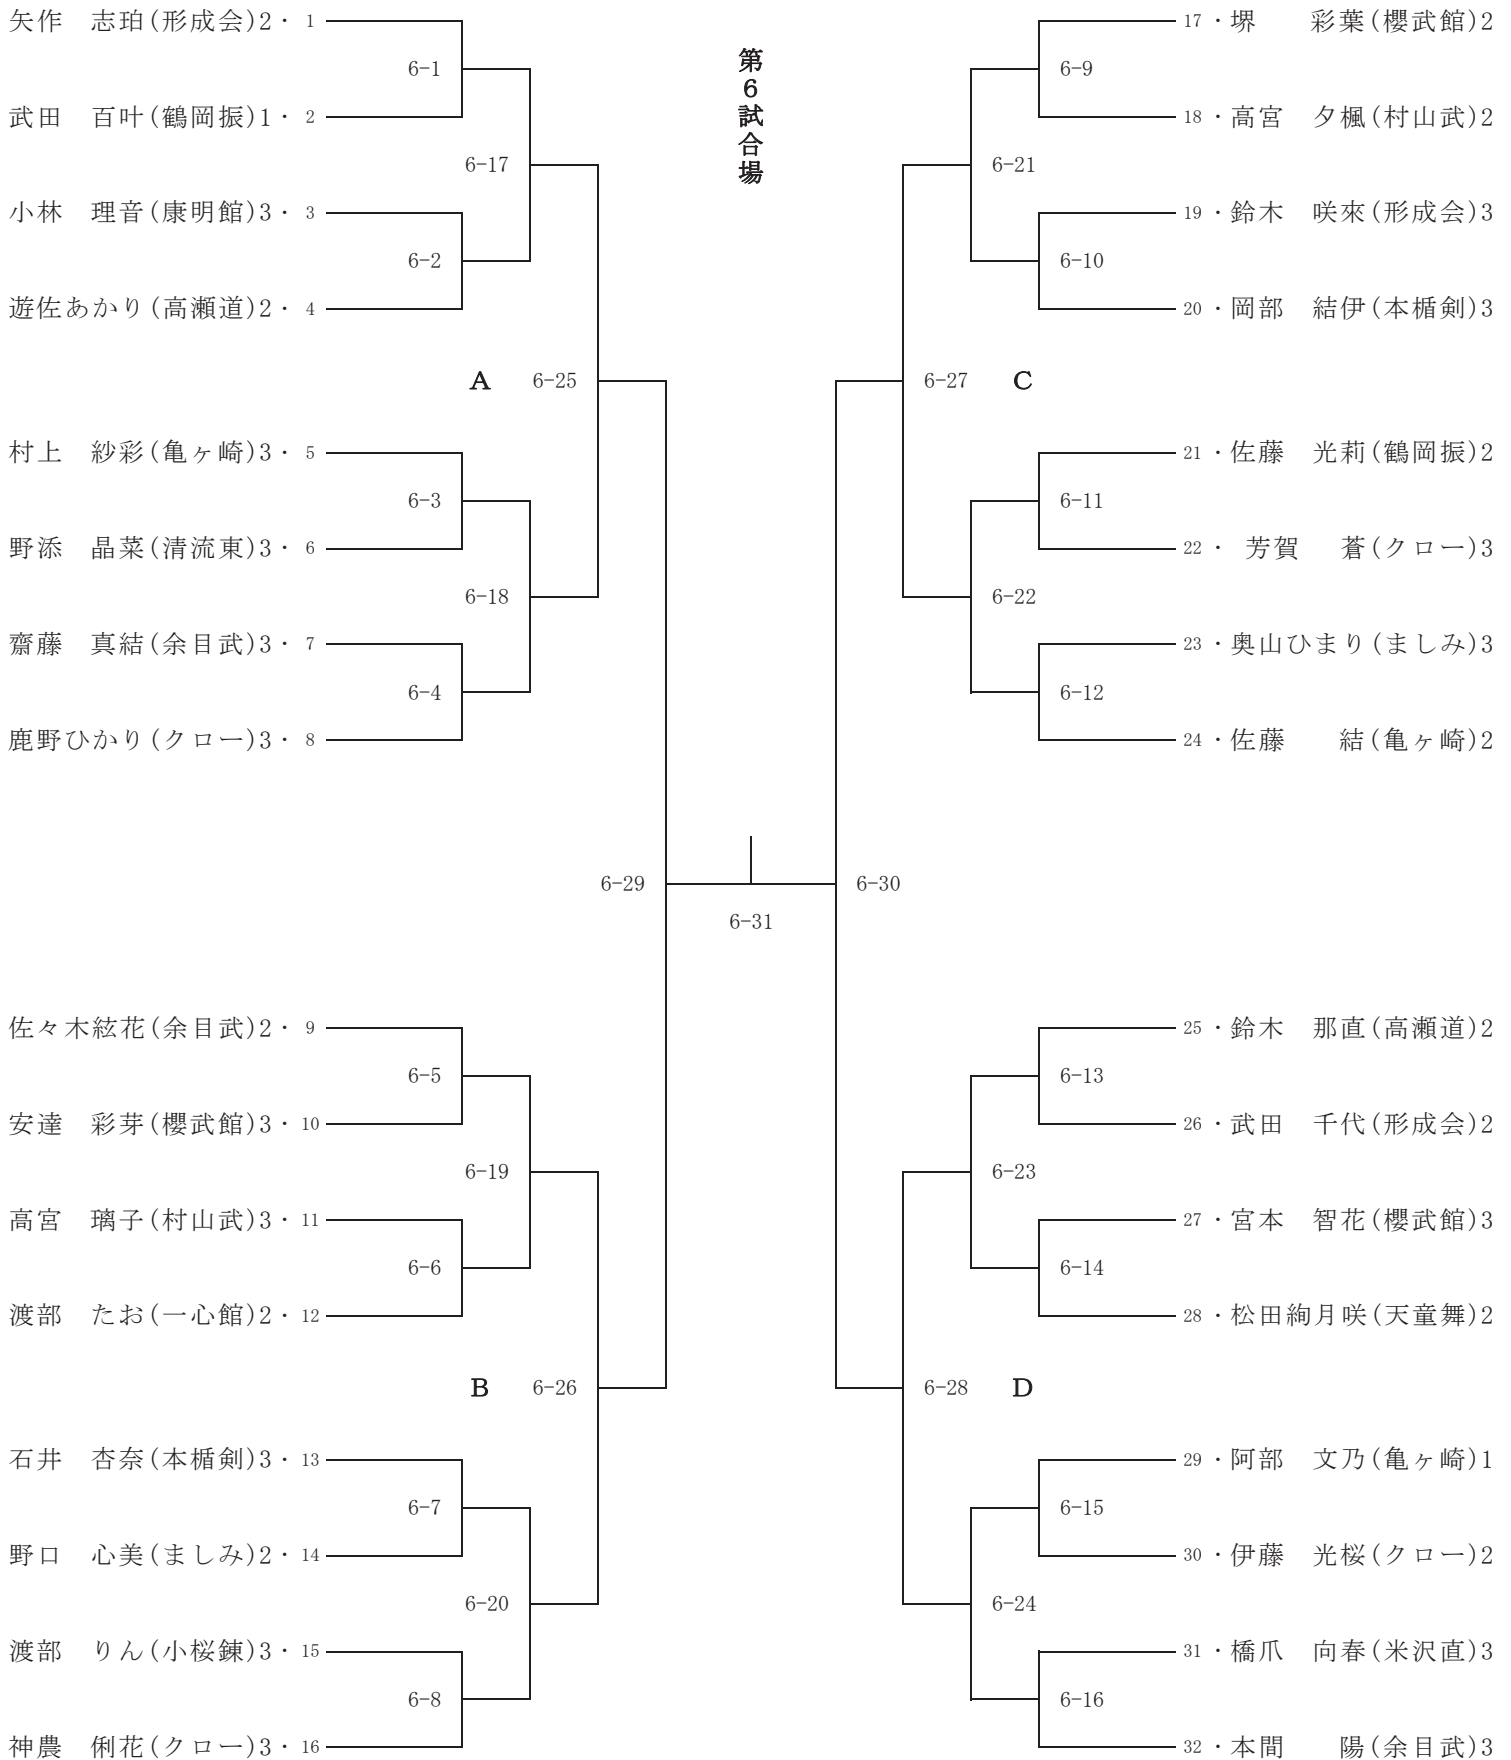 第6試合場
矢作　志珀(形成会)2・ 1
6-1
武田　百叶(鶴岡振)1・ 2
6-17
小林　理音(康明館)3・ 3
6-2
遊佐あかり(高瀬道)2・ 4
A 6-25
村上　紗彩(亀ヶ崎)3・ 5
6-3
野添　晶菜(清流東)3・ 6
6-18
齋藤　真結(余目武)3・ 7
6-4
鹿野ひかり(クロー)3・ 8
6-29
佐々木絃花(余目武)2・ 9
6-5
安達　彩芽(櫻武館)3・ 10
6-19
高宮　璃子(村山武)3・ 11
6-6
渡部　たお(一心館)2・ 12
B 6-26
石井　杏奈(本楯剣)3・ 13
6-7
野口　心美(ましみ)2・ 14
6-20
渡部　りん(小桜錬)3・ 15
6-8
神農　俐花(クロー)3・ 16
6-31
17 ・堺　　彩葉(櫻武館)2
6-9
18 ・高宮　夕楓(村山武)2
6-21
19 ・鈴木　咲來(形成会)3
6-10
20 ・岡部　結伊(本楯剣)3
6-27 C
21 ・佐藤　光莉(鶴岡振)2
6-11
22 ・ 芳賀　 蒼(クロー)3
6-22
23 ・奥山ひまり(ましみ)3
6-12
24 ・佐藤　　結(亀ヶ崎)2
6-30
25 ・鈴木　那直(高瀬道)2
6-13
26 ・武田　千代(形成会)2
6-23
27 ・宮本　智花(櫻武館)3
6-14
28 ・松田絢月咲(天童舞)2
6-28 D
29 ・阿部　文乃(亀ヶ崎)1
6-15
30 ・伊藤　光桜(クロー)2
6-24
31 ・橋爪　向春(米沢直)3
6-16
32 ・本間　　陽(余目武)3